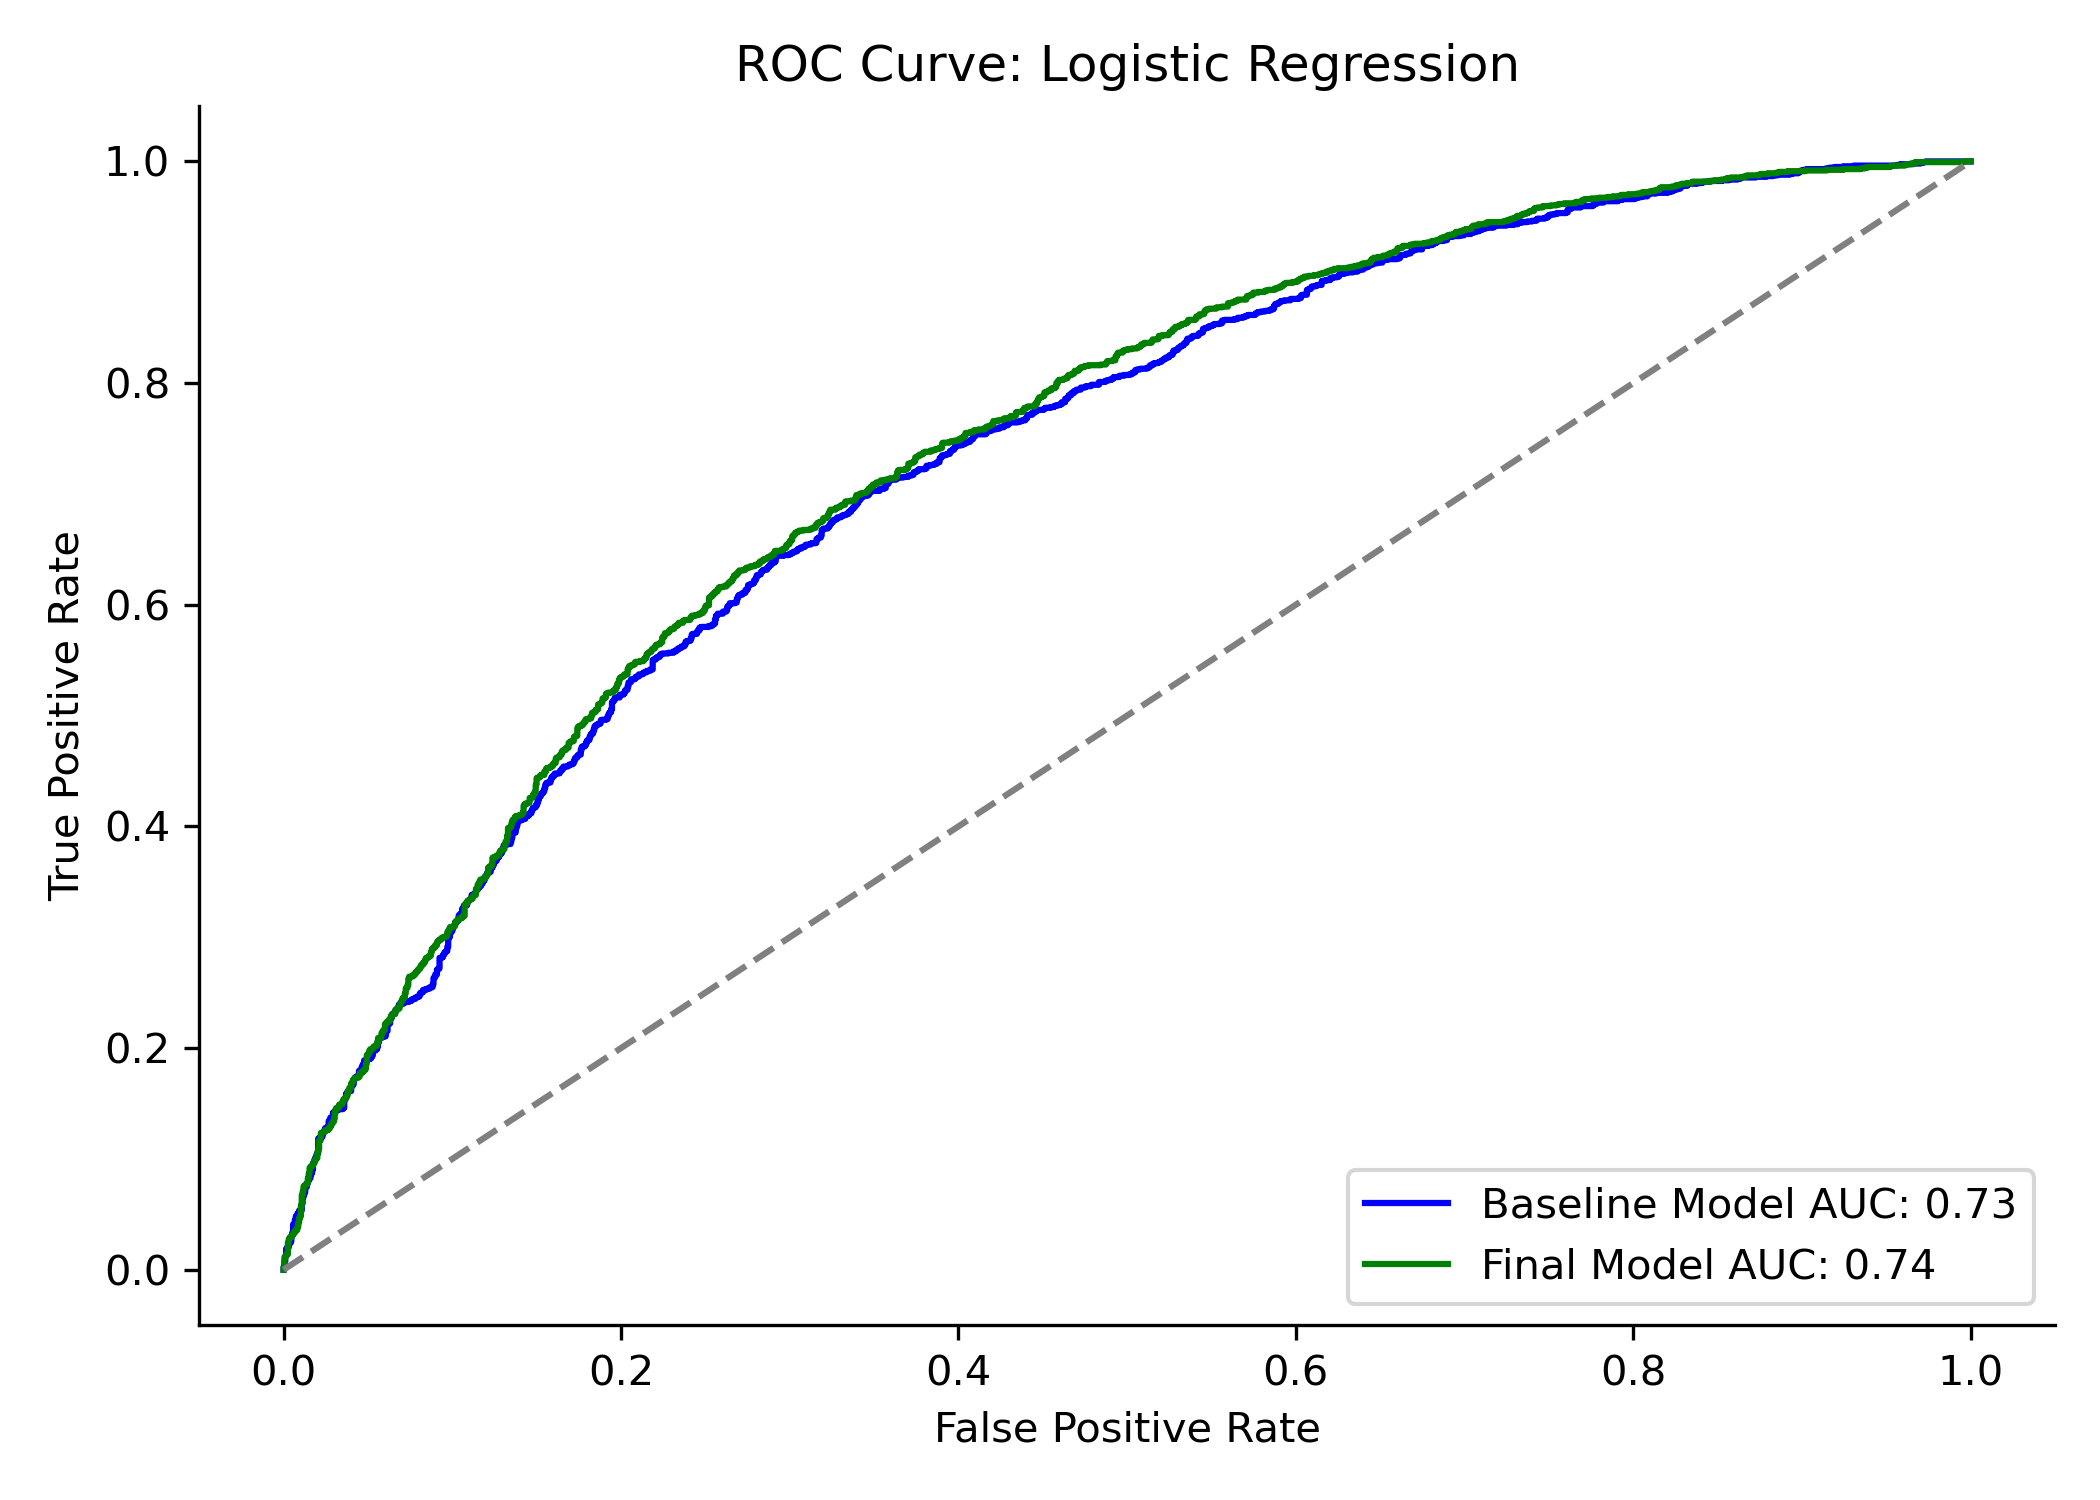 ROC Curve: Logistic Regression
True Positive Rate
1.0
0.8
0.6
0.4
0.2
0.0
Baseline Model AUC: 0.73
Final Model AUC: 0.74
0.0 0.2 0.4 0.6 0.8 1.0
False Positive Rate